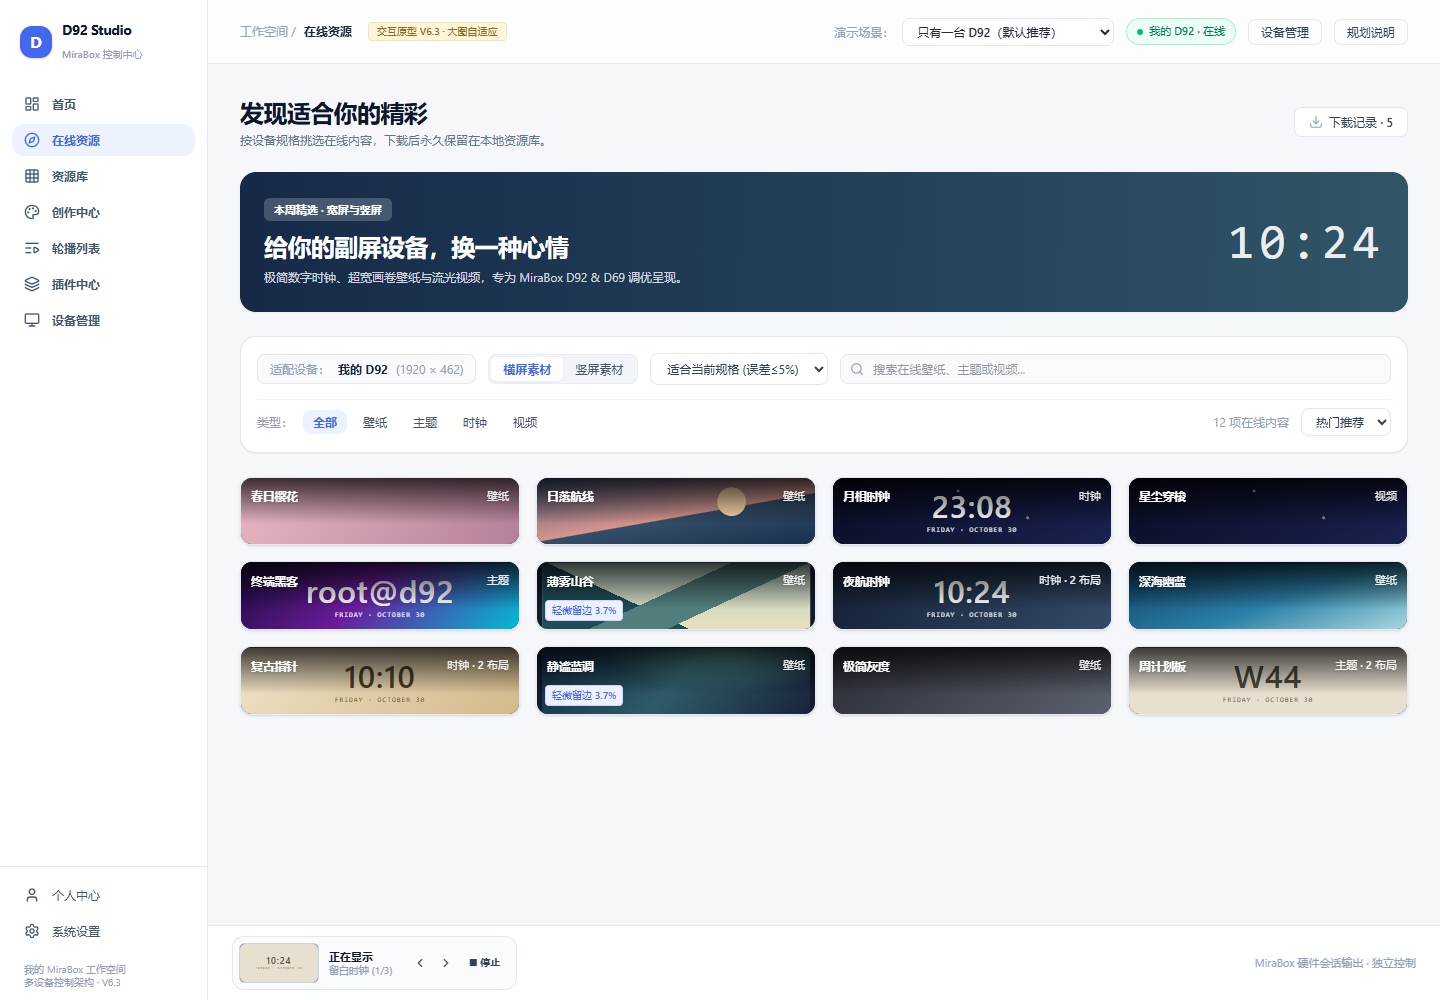 D
D92 Studio
MiraBox 控制中心
首页
在线资源
资源库
创作中心
轮播列表
插件中心
设备管理
个人中心
系统设置
我的 MiraBox 工作空间
多设备控制架构 · V6.3
工作空间 / 在线资源
交互原型 V6.3 · 大图自适应
演示场景：
只有一台 D92（默认推荐）
我的 D92 · 在线
设备管理
规划说明
发现适合你的精彩
按设备规格挑选在线内容，下载后永久保留在本地资源库。
下载记录 · 5
本周精选 · 宽屏与竖屏
给你的副屏设备，换一种心情
极简数字时钟、超宽画卷壁纸与流光视频，专为 MiraBox D92 & D69 调优呈现。
10:24
适配设备： 我的 D92 (1920 × 462)
横屏素材 竖屏素材
适合当前规格 (误差≤5%)
搜索在线壁纸、主题或视频...
类型： 全部 壁纸 主题 时钟 视频
12 项在线内容
热门推荐
春日樱花 壁纸
日落航线 壁纸
月相时钟 时钟
23:08
FRIDAY · OCTOBER 30
星尘穿梭 视频
终端黑客 主题
root@d92
FRIDAY · OCTOBER 30
薄雾山谷 壁纸
轻微留边 3.7%
夜航时钟 时钟 · 2 布局
10:24
FRIDAY · OCTOBER 30
深海幽蓝 壁纸
复古指针 时钟 · 2 布局
10:10
FRIDAY · OCTOBER 30
静谧蓝调 壁纸
轻微留边 3.7%
极简灰度 壁纸
周计划板 主题 · 2 布局
W44
FRIDAY · OCTOBER 30
10:24
正在显示
留白时钟 (1/3)
停止
MiraBox 硬件会话输出 · 独立控制